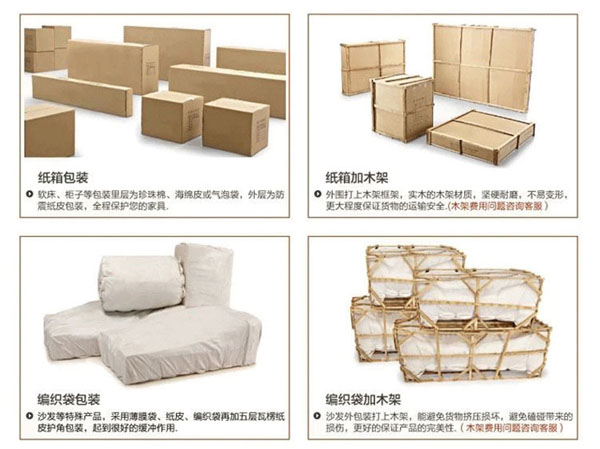 纸箱包装
软床、柜子等包装里层为珍珠棉、海绵皮或气泡袋，外层为防
震纸皮包装，全程保护您的家具.
纸箱加木架
外围打上木架框架，实木的木架材质，坚硬耐磨，不易变形，
更大程度保证货物的运输安全.(木架费用问题咨询客服）
编织袋包装
沙发等特殊产品，采用薄膜袋、纸皮、编织袋再加五层瓦楞纸
皮护角包装，起到很好的缓冲作用.
编织袋加木架
沙发外包装打上木架，能避免货物挤压损坏，避免磕碰带来的
损伤，更好的保证产品的完美性.（木架费用问题咨询客服）